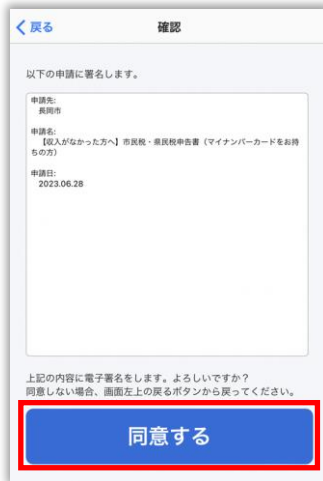 戻る 確認
以下の申請に署名します。
申請先:
長岡市
申請名:
【収入がなかった方へ】市民税・県民税申告書（マイナンバーカードをお持
ちの方）
申請日:
2023.06.28
上記の内容に電子署名をします。よろしいですか？
同意しない場合、画面左上の戻るボタンから戻ってください。
同意する